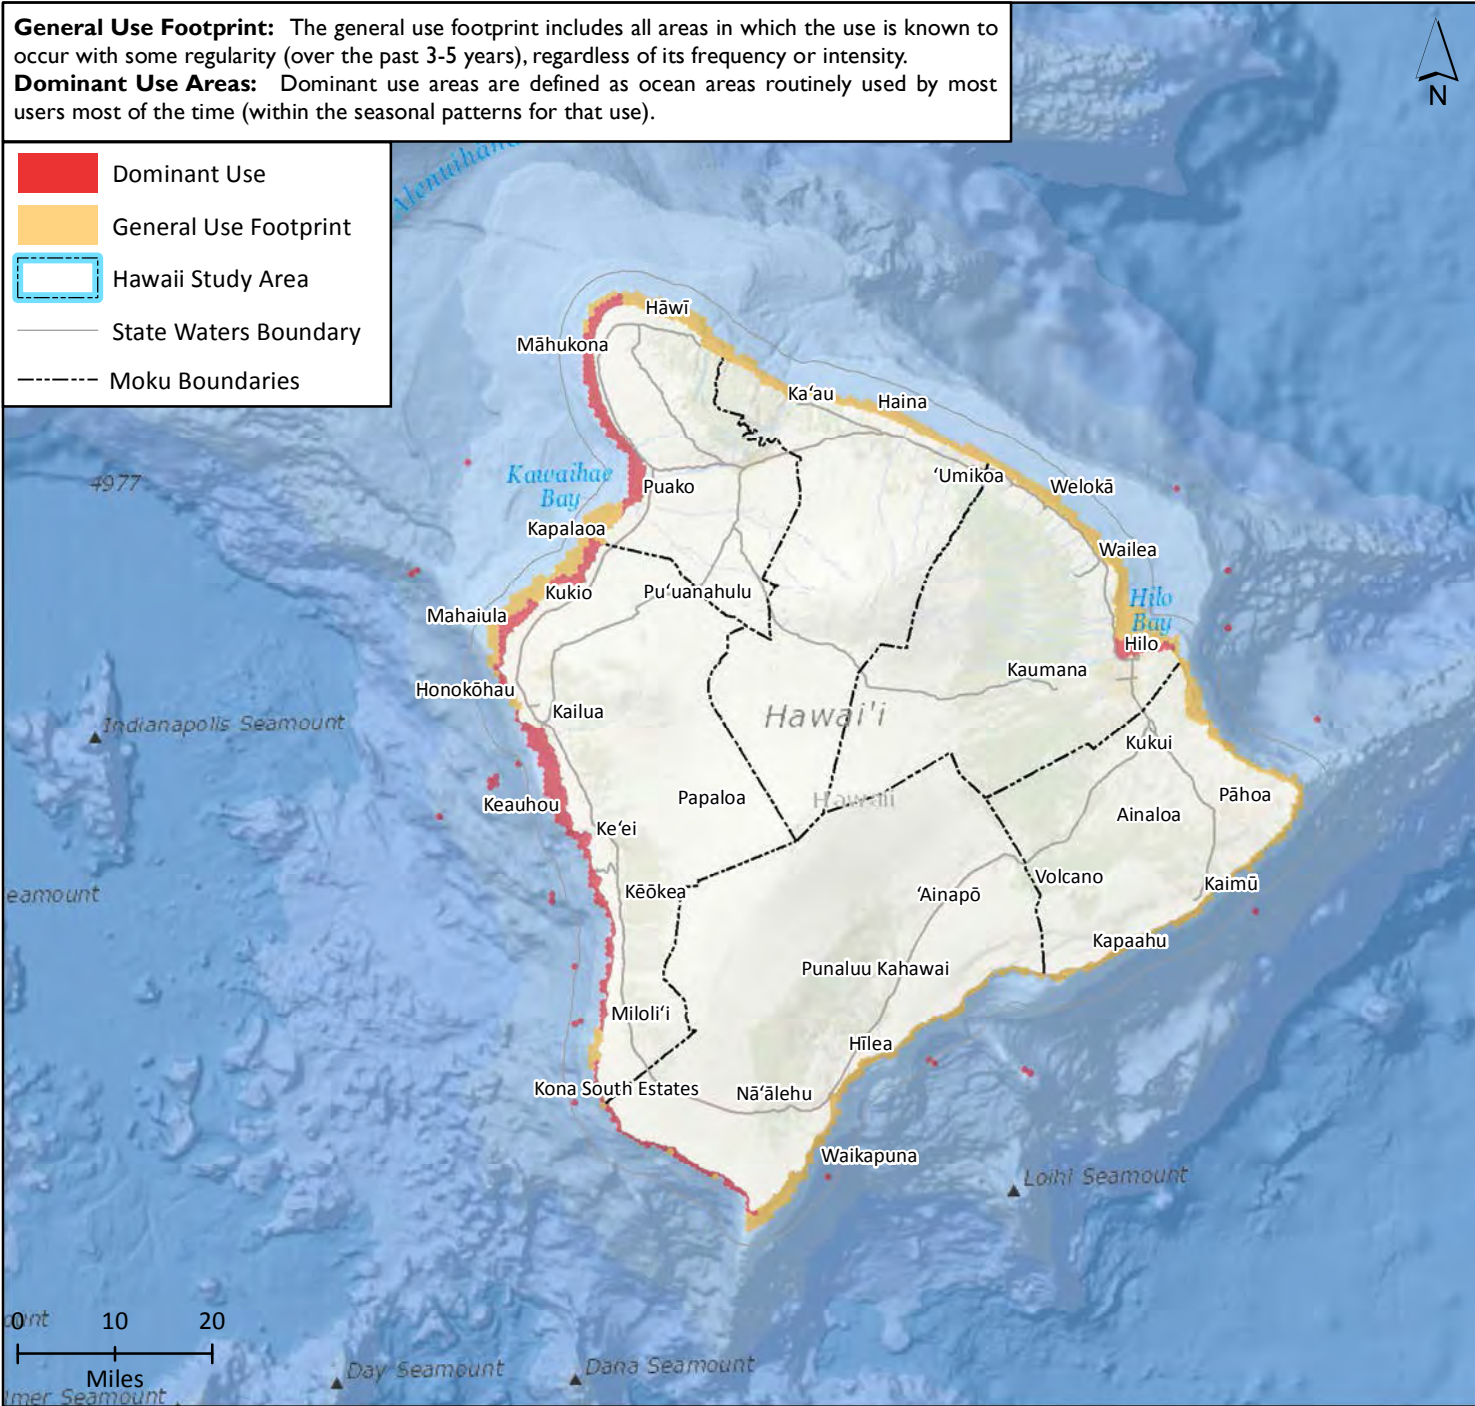 General Use Footprint: The general use footprint includes all areas in which the use is known to
occur with some regularity (over the past 3-5 years), regardless of its frequency or intensity.
Dominant Use Areas: Dominant use areas are defined as ocean areas routinely used by most
users most of the time (within the seasonal patterns for that use).
N
Dominant Use
General Use Footprint
Hawaii Study Area
State Waters Boundary
Moku Boundaries
Hāwī
Māhukona
Ka‘au
Haina
Kawaihae
Bay
4977
Puako
‘Umikoa
Welokā
Kapalaoa
Wailea
Kukio
Pu‘uanahulu
Hilo
Bay
Mahaiula
Hilo
Kaumana
Honokōhau
Kailua
Hawai'i
Indianapolis Seamount
Kukui
Keauhou
Papaloa
Hawaii
Pāhoa
Ainaloa
Ke‘ei
eamount
Kēōkea
‘Ainapō
Volcano
Kaimū
Kapaahu
Punaluu Kahawai
Miloli‘i
Hīlea
Kona South Estates
Nā‘ālehu
Waikapuna
Loihi Seamount
0 10 20
Miles
Day Seamount
Dana Seamount
lmer Seamount